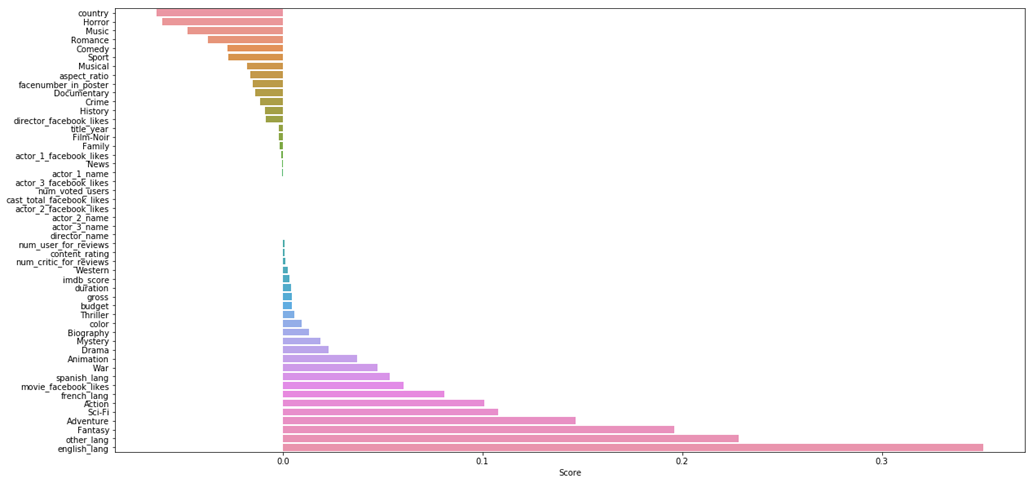 country
Horror
Music
Romance
Comedy
Sport
Musical
aspect_ratio
facenumber_in_poster
Documentary
Crime
History
director_facebook_likes
title_year
Film-Noir
Family
actor_1_facebook_likes
News
actor_1_name
actor_3_facebook_likes
num_voted_users
cast_total_facebook_likes
actor_2_facebook_likes
actor_2_name
actor_3_name
director_name
num_user_for_reviews
content_rating
num_critic_for_reviews
Western
imdb_score
duration
gross
budget
Thriller
color
Biography
Mystery
Drama
Animation
War
spanish_lang
movie_facebook_likes
french_lang
Action
Sci-Fi
Adventure
Fantasy
other_lang
english_lang
0.0 0.1 0.2 0.3
Score